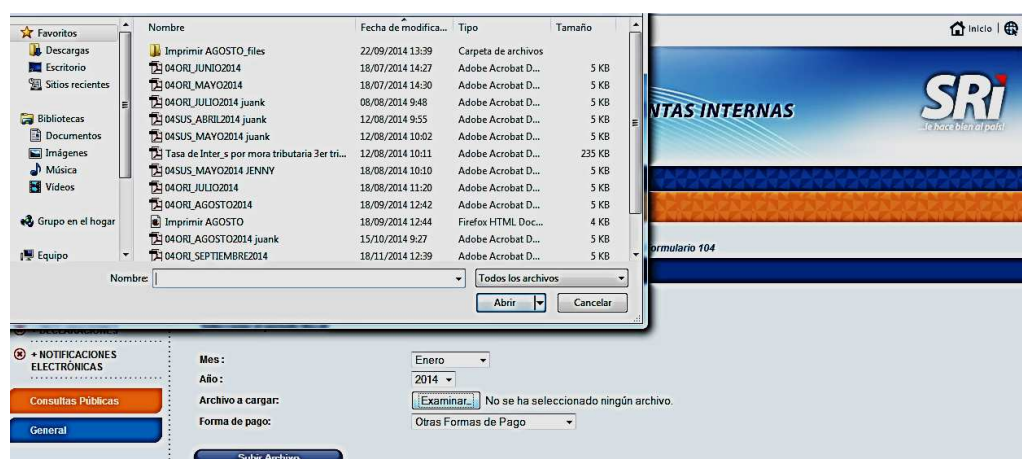 Favoritos
Descargas
Escritorio
Sitios recientes
Bibliotecas
Documentos
Imágenes
Música
Vídeos
Grupo en el hogar
Equipo
Nombre Fecha de modifica... Tipo Tamaño
Imprimir AGOSTO_files 22/09/2014 13:39 Carpeta de archivos
04ORI_JUNIO2014 18/07/2014 14:27 Adobe Acrobat D... 5 KB
04ORI_MAYO2014 18/07/2014 14:30 Adobe Acrobat D... 5 KB
04ORI_JULIO2014 juank 08/08/2014 9:48 Adobe Acrobat D... 5 KB
04SUS_ABRIL2014 juank 12/08/2014 9:55 Adobe Acrobat D... 5 KB
04SUS_MAYO2014 juank 12/08/2014 10:02 Adobe Acrobat D... 5 KB
Tasa de Inter_s por mora tributaria 3er tri... 12/08/2014 10:11 Adobe Acrobat D... 235 KB
04SUS_MAYO2014 JENNY 18/08/2014 10:10 Adobe Acrobat D... 5 KB
04ORI_JULIO2014 18/08/2014 11:20 Adobe Acrobat D... 5 KB
04ORI_AGOSTO2014 18/09/2014 12:42 Adobe Acrobat D... 5 KB
Imprimir AGOSTO 18/09/2014 12:44 Firefox HTML Doc... 4 KB
04ORI_AGOSTO2014 juank 15/10/2014 9:27 Adobe Acrobat D... 5 KB
04ORI_SEPTIEMBRE2014 18/11/2014 12:39 Adobe Acrobat D... 5 KB
Nombre: Todos los archivos
Abrir Cancelar
Inicio |
NTAS INTERNAS
SRi
...le hace bien al país!
ormulario 104
+ NOTIFICACIONES
ELECTRÓNICAS
Consultas Públicas
General
Mes : Enero
Año : 2014
Archivo a cargar: Examinar... No se ha seleccionado ningún archivo.
Forma de pago: Otras Formas de Pago
Subir Archivo